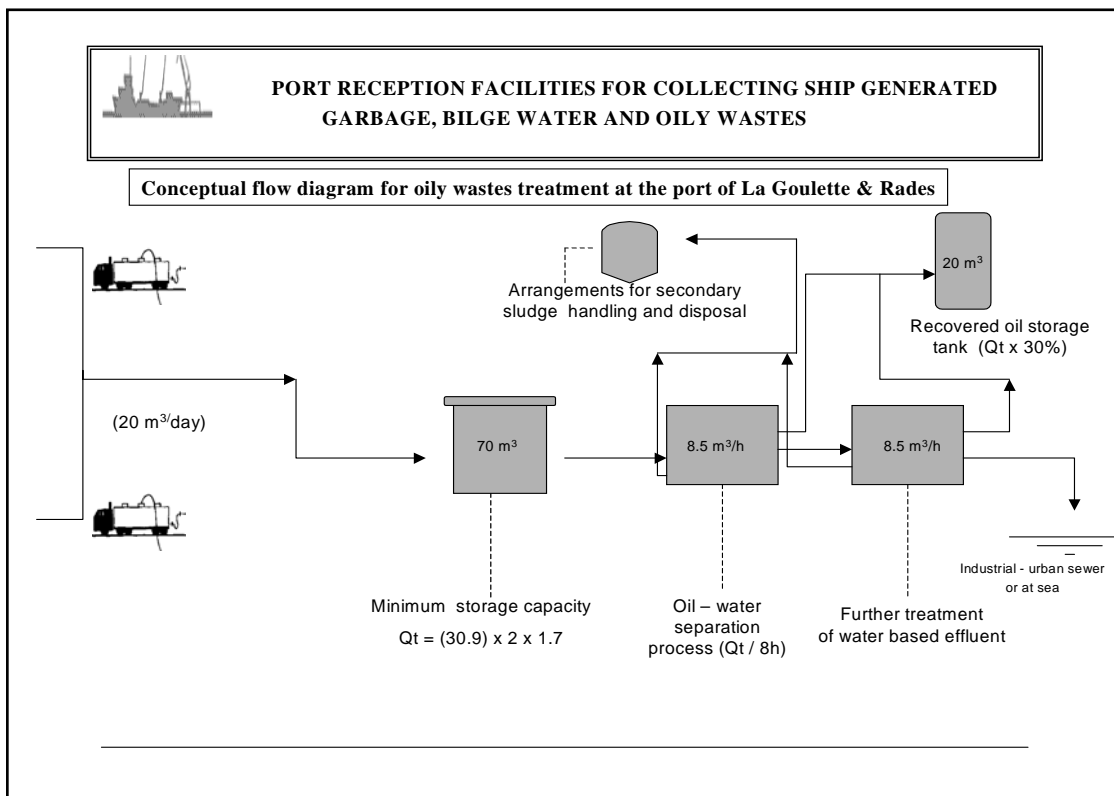 PORT RECEPTION FACILITIES FOR COLLECTING SHIP GENERATED
GARBAGE, BILGE WATER AND OILY WASTES
Conceptual flow diagram for oily wastes treatment at the port of La Goulette & Rades
20 m³
Arrangements for secondary
sludge handling and disposal
Recovered oil storage
tank (Qt x 30%)
(20 m³/day)
70 m³
8.5 m³/h
8.5 m³/h
Industrial - urban sewer
or at sea
Minimum storage capacity
Qt = (30.9) x 2 x 1.7
Oil – water
separation
process (Qt / 8h)
Further treatment
of water based effluent